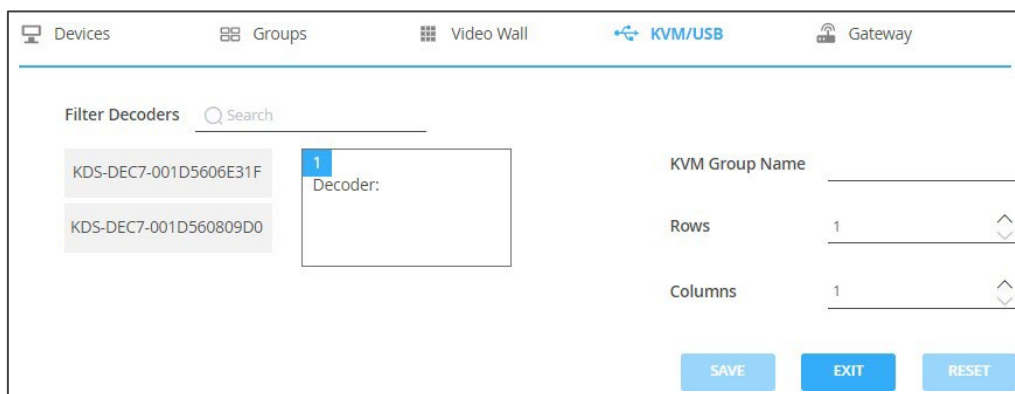 Devices Groups Video Wall KVM/USB Gateway
Filter Decoders Search
KDS-DEC7-001D5606E31F
KDS-DEC7-001D560809D0
1
Decoder:
KVM Group Name
Rows 1
Columns 1
SAVE EXIT RESET